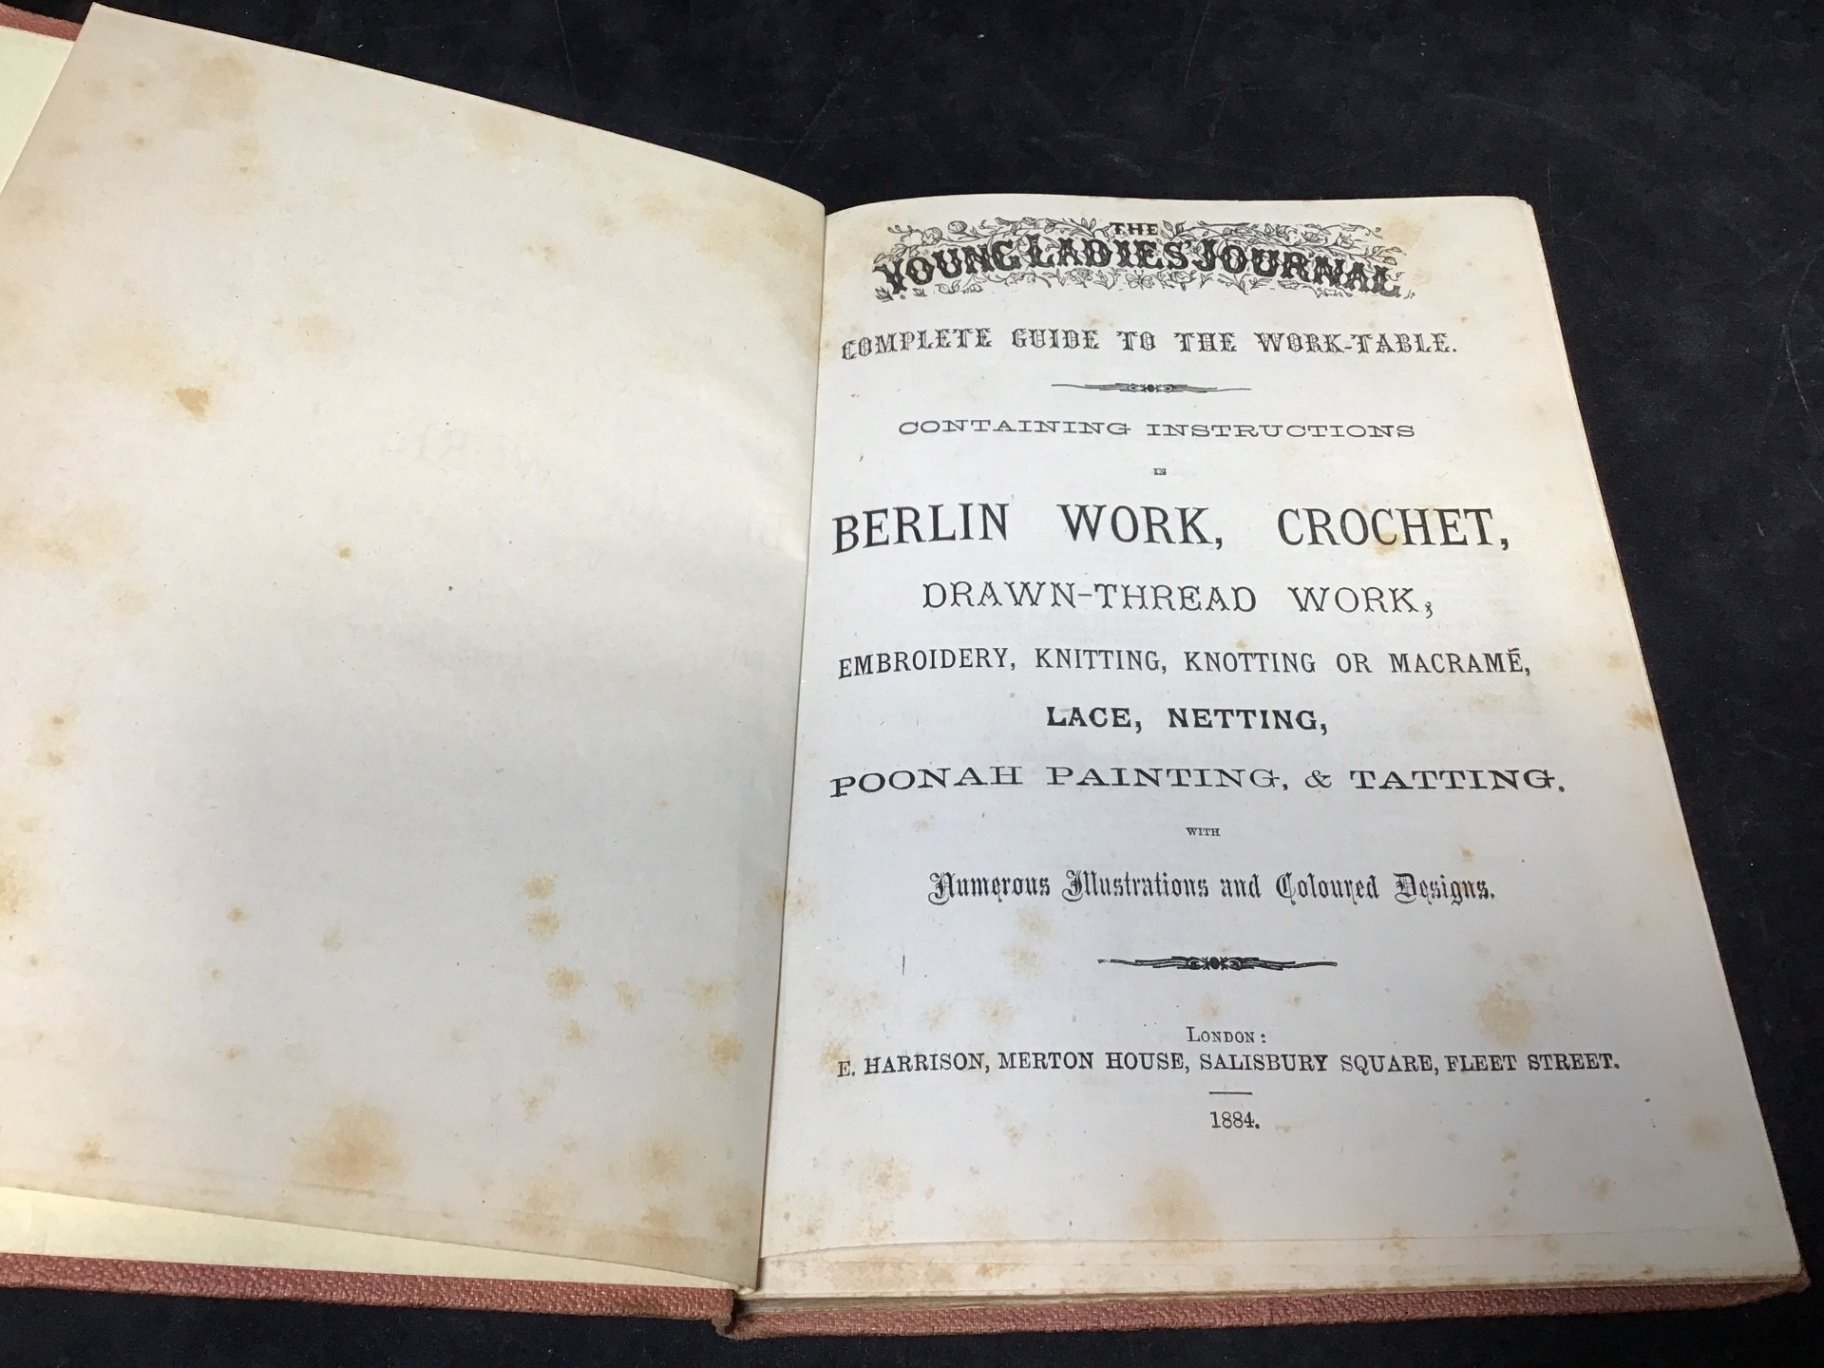 THE
YOUNG LADIES' JOURNAL
COMPLETE GUIDE TO THE WORK-TABLE.
CONTAINING INSTRUCTIONS
IN
BERLIN WORK, CROCHET,
DRAWN-THREAD WORK,
EMBROIDERY, KNITTING, KNOTTING OR MACRAMÉ,
LACE, NETTING,
POONAH PAINTING, & TATTING.
WITH
Numerous Illustrations and Coloured Designs.
LONDON:
E. HARRISON, MERTON HOUSE, SALISBURY SQUARE, FLEET STREET.
1884.